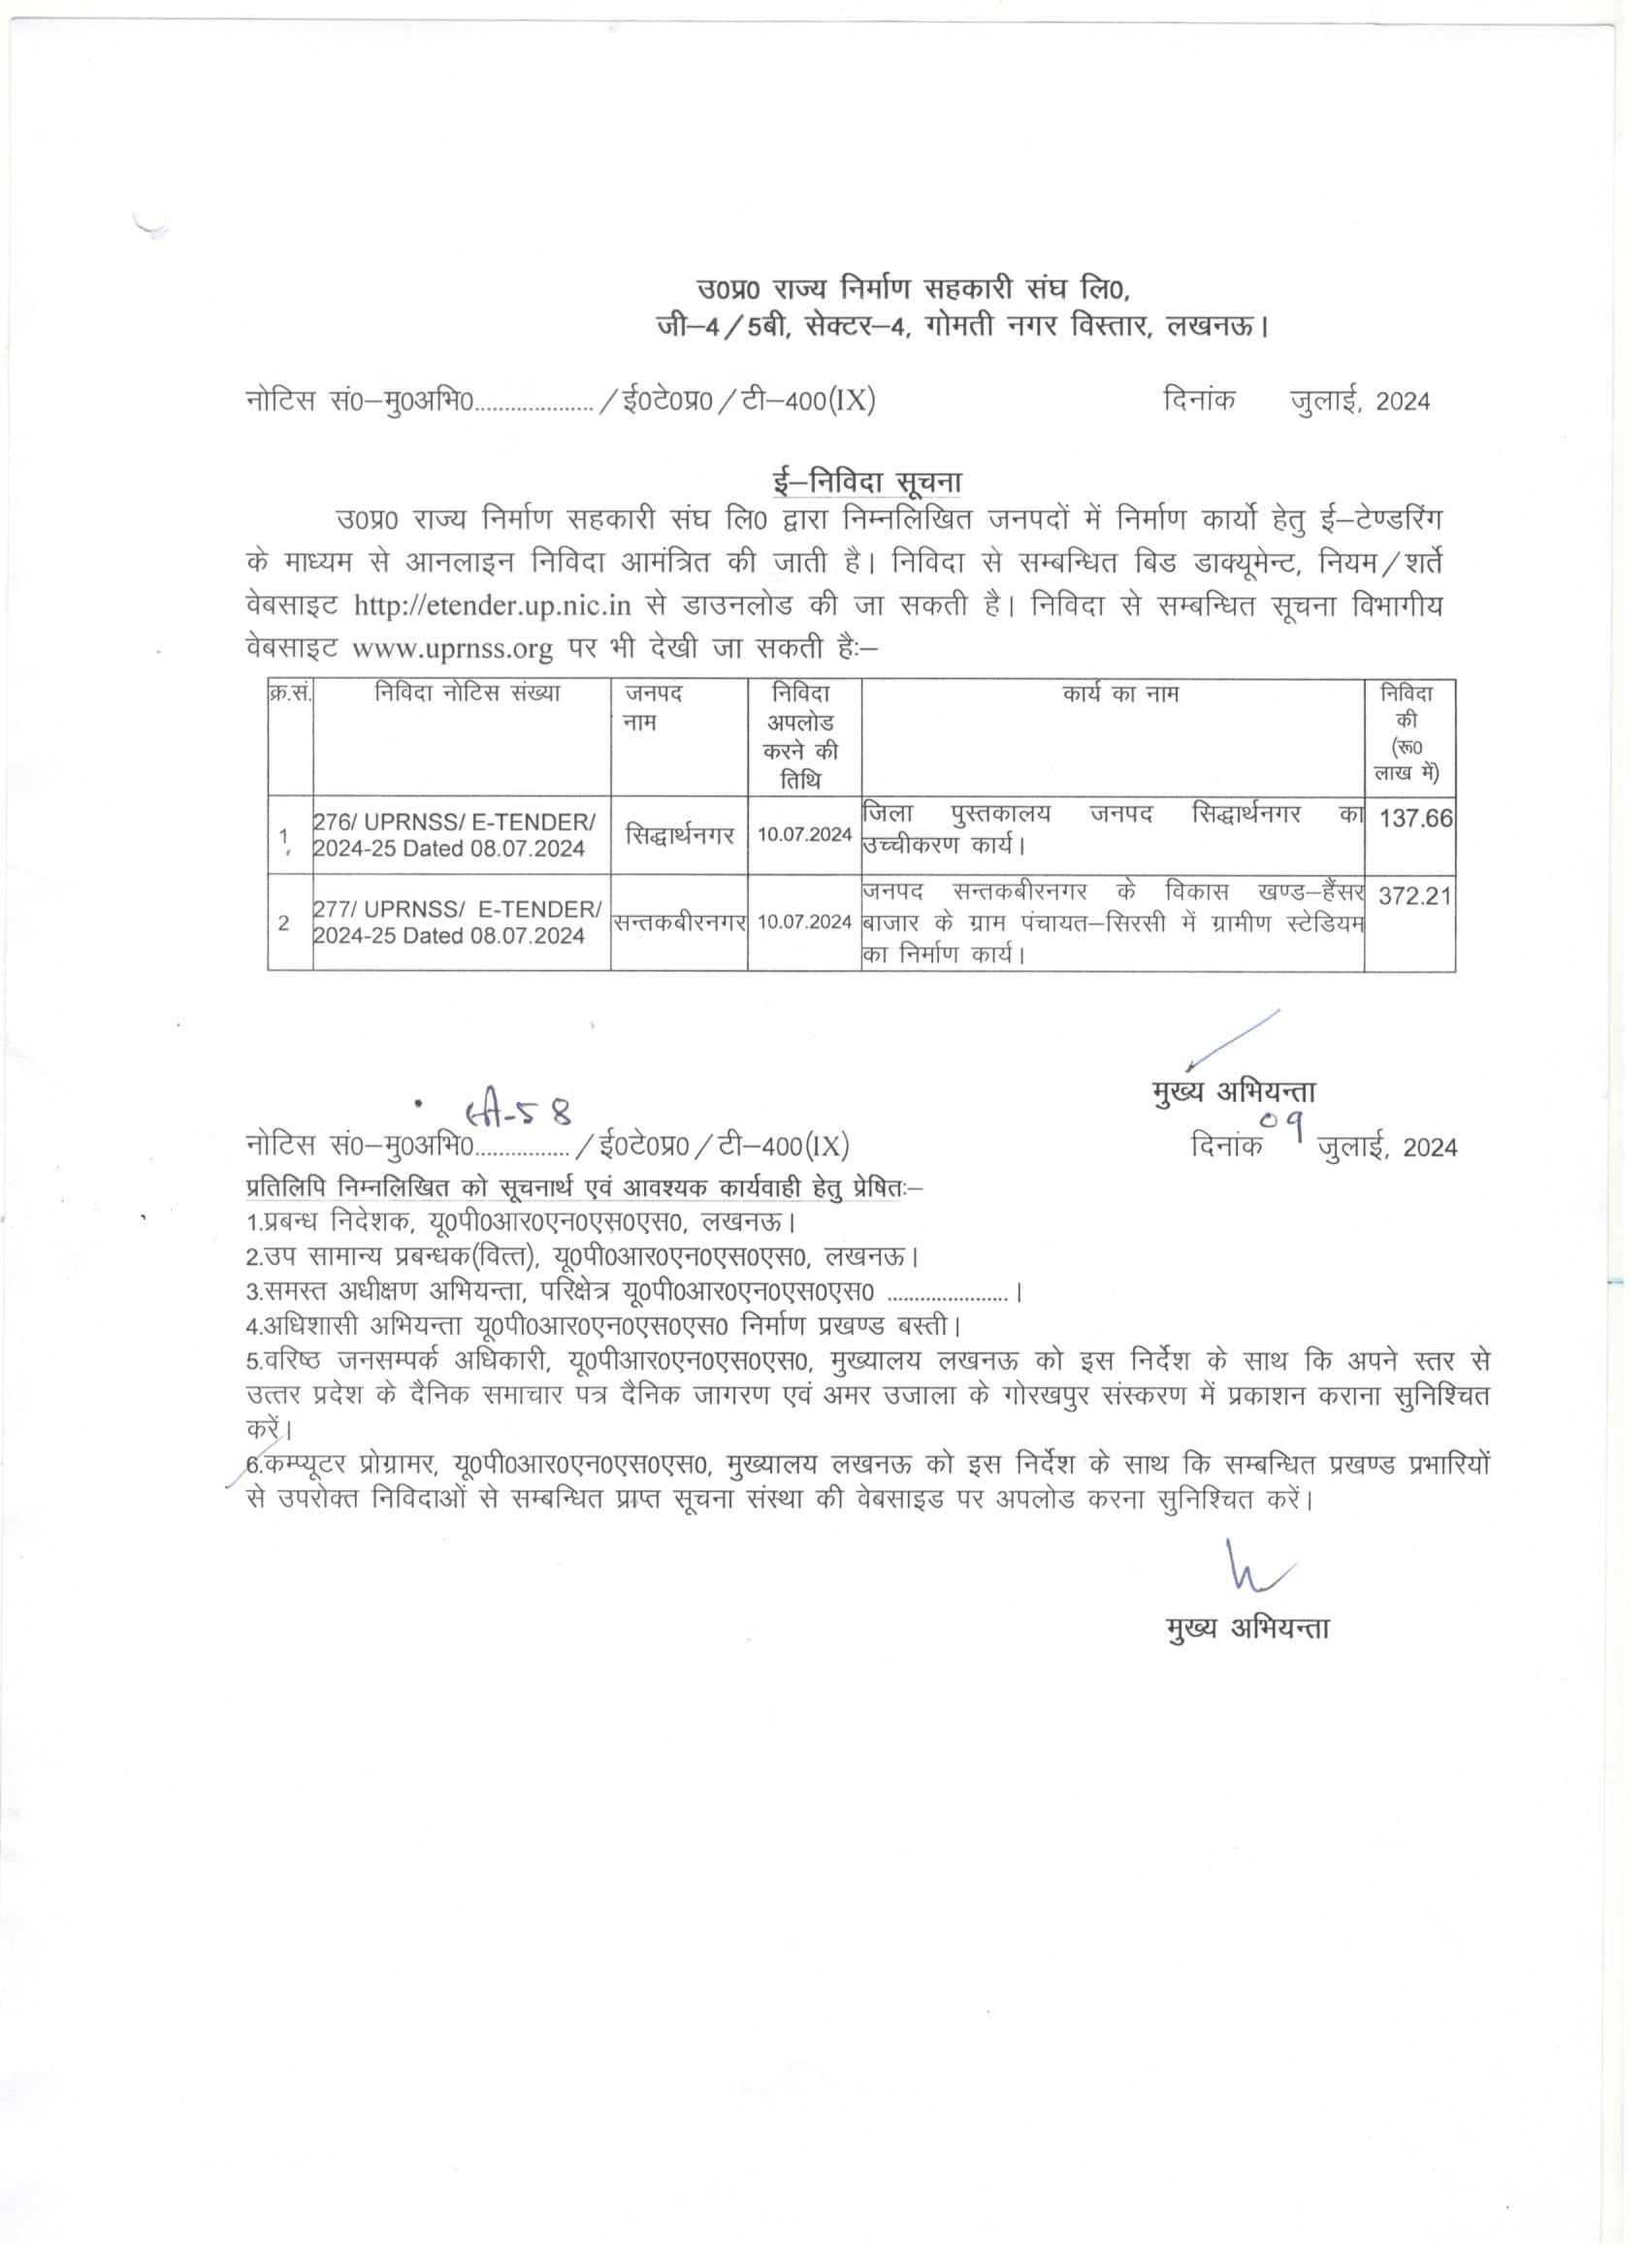 उ0प्र0 राज्य निर्माण सहकारी संघ लि0,
जी–4/5बी, सेक्टर–4, गोमती नगर विस्तार, लखनऊ।
नोटिस सं0–मु0अभि0..................../ई0टे0प्र0/टी–400(IX) दिनांक जुलाई, 2024
ई–निविदा सूचना
उ0प्र0 राज्य निर्माण सहकारी संघ लि0 द्वारा निम्नलिखित जनपदों में निर्माण कार्यो हेतु ई–टेण्डरिंग
के माध्यम से आनलाइन निविदा आमंत्रित की जाती है। निविदा से सम्बन्धित बिड डाक्यूमेन्ट, नियम/शर्ते
वेबसाइट http://etender.up.nic.in से डाउनलोड की जा सकती है। निविदा से सम्बन्धित सूचना विभागीय
वेबसाइट www.uprnss.org पर भी देखी जा सकती हैः–
क्र.सं. निविदा नोटिस संख्या जनपद नाम निविदा अपलोड करने की तिथि कार्य का नाम निविदा की (रू0 लाख में)
1 276/ UPRNSS/ E-TENDER/ 2024-25 Dated 08.07.2024 सिद्धार्थनगर 10.07.2024 जिला पुस्तकालय जनपद सिद्धार्थनगर का उच्चीकरण कार्य। 137.66
2 277/ UPRNSS/ E-TENDER/ 2024-25 Dated 08.07.2024 सन्तकबीरनगर 10.07.2024 जनपद सन्तकबीरनगर के विकास खण्ड–हैंसर बाजार के ग्राम पंचायत–सिरसी में ग्रामीण स्टेडियम का निर्माण कार्य। 372.21
मुख्य अभियन्ता
नोटिस सं0–मु0अभि0................/ई0टे0प्र0/टी–400(IX) दिनांक 09 जुलाई, 2024
प्रतिलिपि निम्नलिखित को सूचनार्थ एवं आवश्यक कार्यवाही हेतु प्रेषितः–
1.प्रबन्ध निदेशक, यू0पी0आर0एन0एस0एस0, लखनऊ।
2.उप सामान्य प्रबन्धक(वित्त), यू0पी0आर0एन0एस0एस0, लखनऊ।
3.समस्त अधीक्षण अभियन्ता, परिक्षेत्र यू0पी0आर0एन0एस0एस0 ......................।
4.अधिशासी अभियन्ता यू0पी0आर0एन0एस0एस0 निर्माण प्रखण्ड बस्ती।
5.वरिष्ठ जनसम्पर्क अधिकारी, यू0पीआर0एन0एस0एस0, मुख्यालय लखनऊ को इस निर्देश के साथ कि अपने स्तर से
उत्तर प्रदेश के दैनिक समाचार पत्र दैनिक जागरण एवं अमर उजाला के गोरखपुर संस्करण में प्रकाशन कराना सुनिश्चित
करें।
6.कम्प्यूटर प्रोग्रामर, यू0पी0आर0एन0एस0एस0, मुख्यालय लखनऊ को इस निर्देश के साथ कि सम्बन्धित प्रखण्ड प्रभारियों
से उपरोक्त निविदाओं से सम्बन्धित प्राप्त सूचना संस्था की वेबसाइड पर अपलोड करना सुनिश्चित करें।
मुख्य अभियन्ता